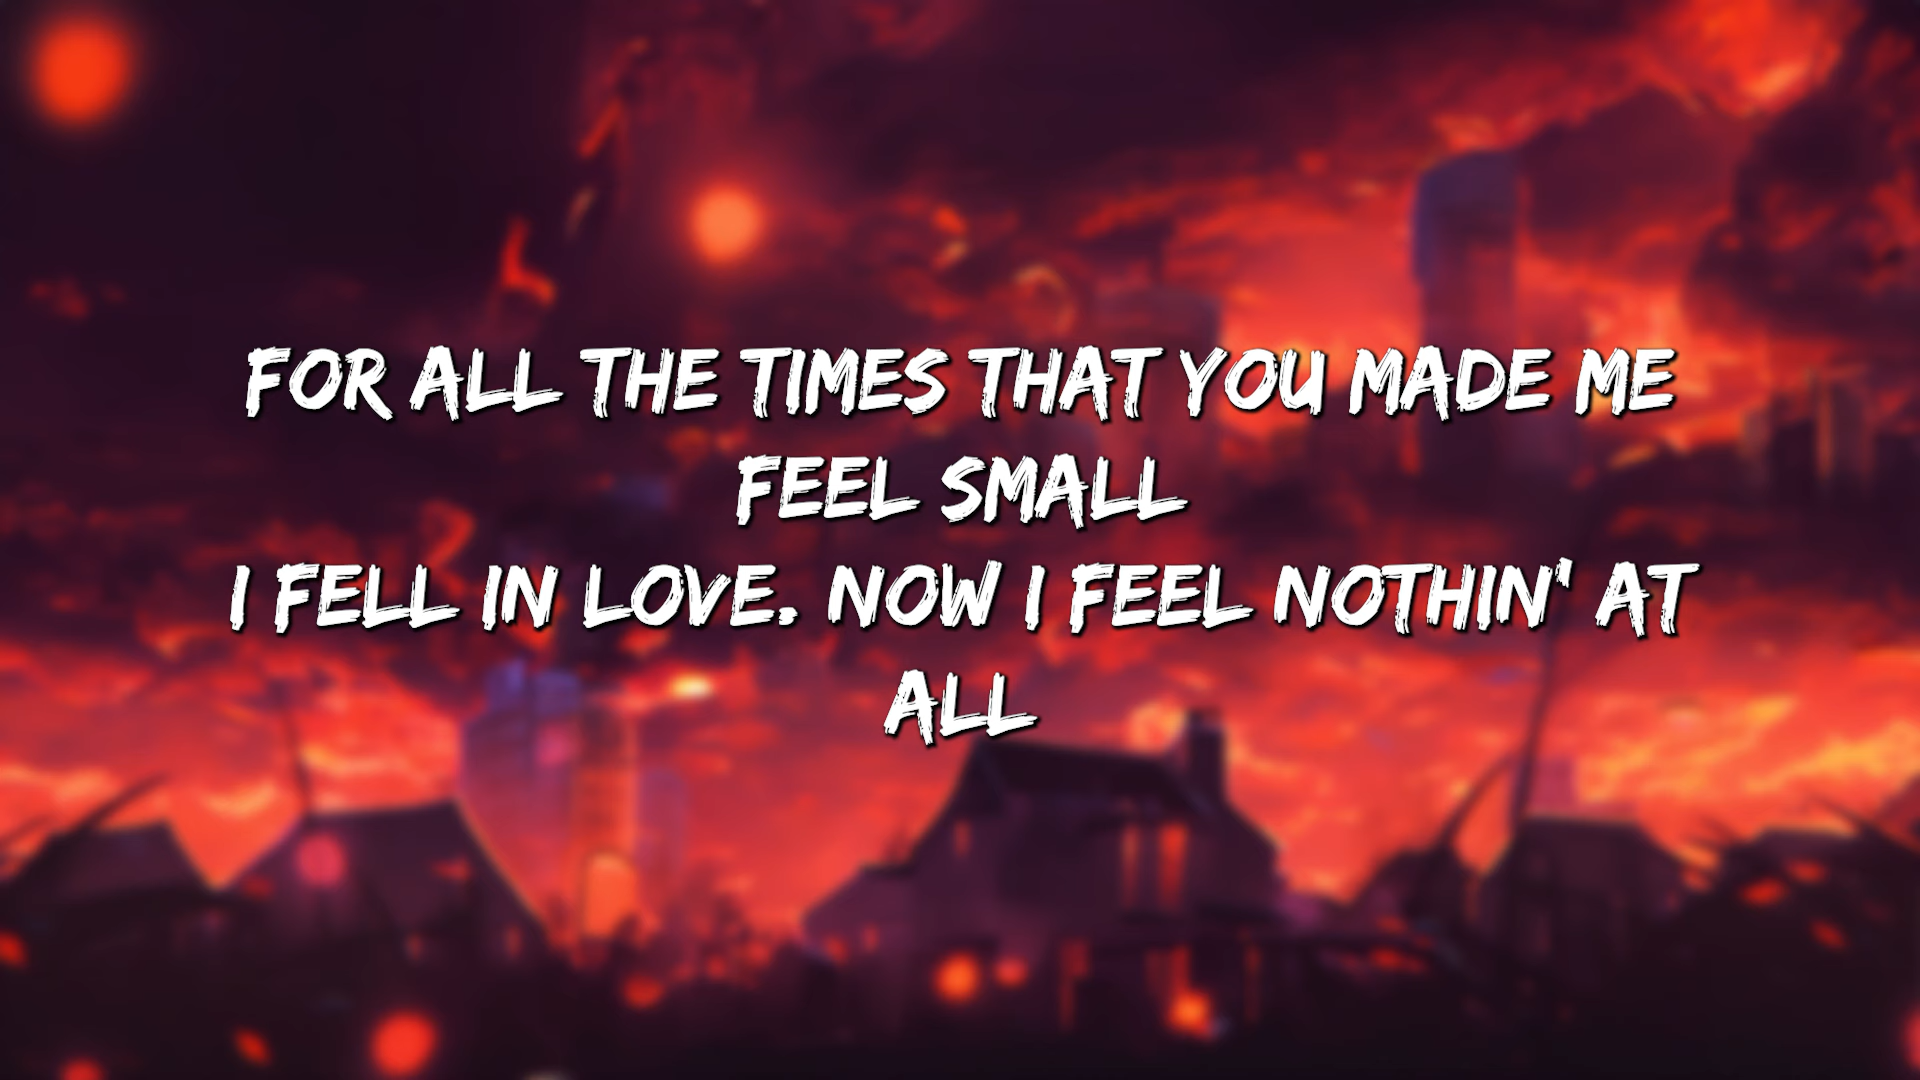 FOR ALL THE TIMES THAT YOU MADE ME
FEEL SMALL
I FELL IN LOVE. NOW I FEEL NOTHIN' AT
ALL